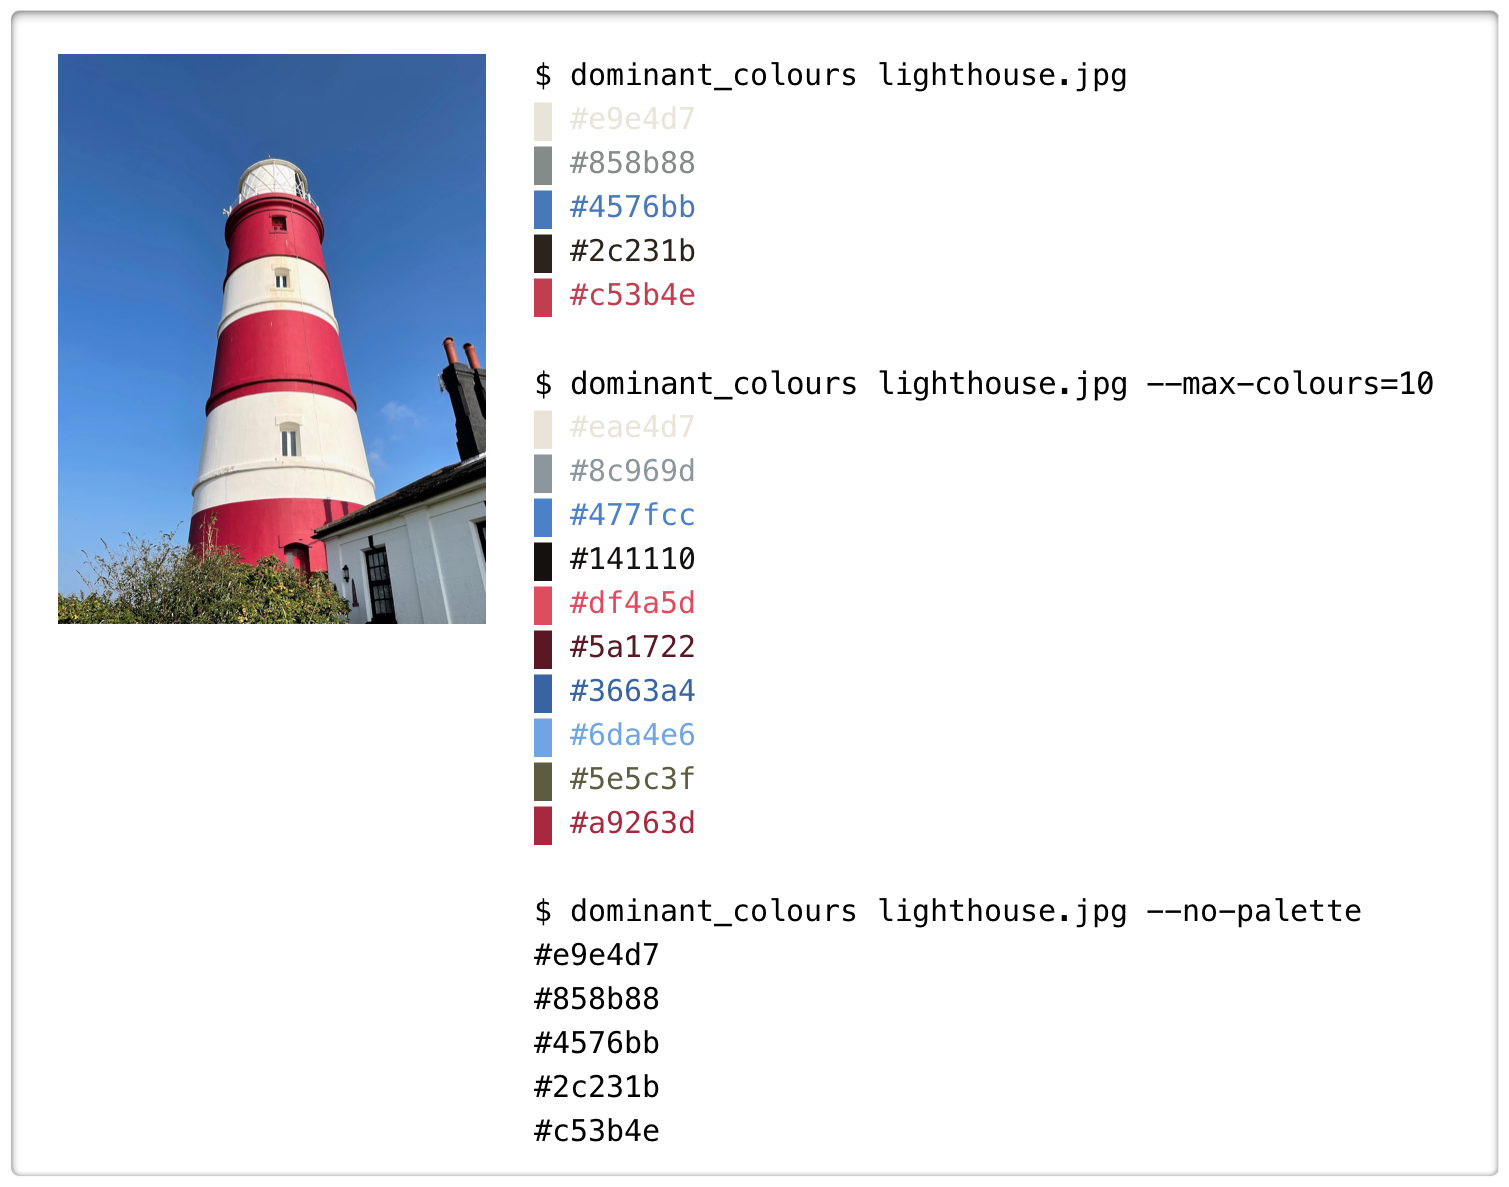 $ dominant_colours lighthouse.jpg
#e9e4d7
#858b88
#4576bb
#2c231b
#c53b4e
$ dominant_colours lighthouse.jpg --max-colours=10
#eae4d7
#8c969d
#477fcc
#141110
#df4a5d
#5a1722
#3663a4
#6da4e6
#5e5c3f
#a9263d
$ dominant_colours lighthouse.jpg --no-palette
#e9e4d7
#858b88
#4576bb
#2c231b
#c53b4e